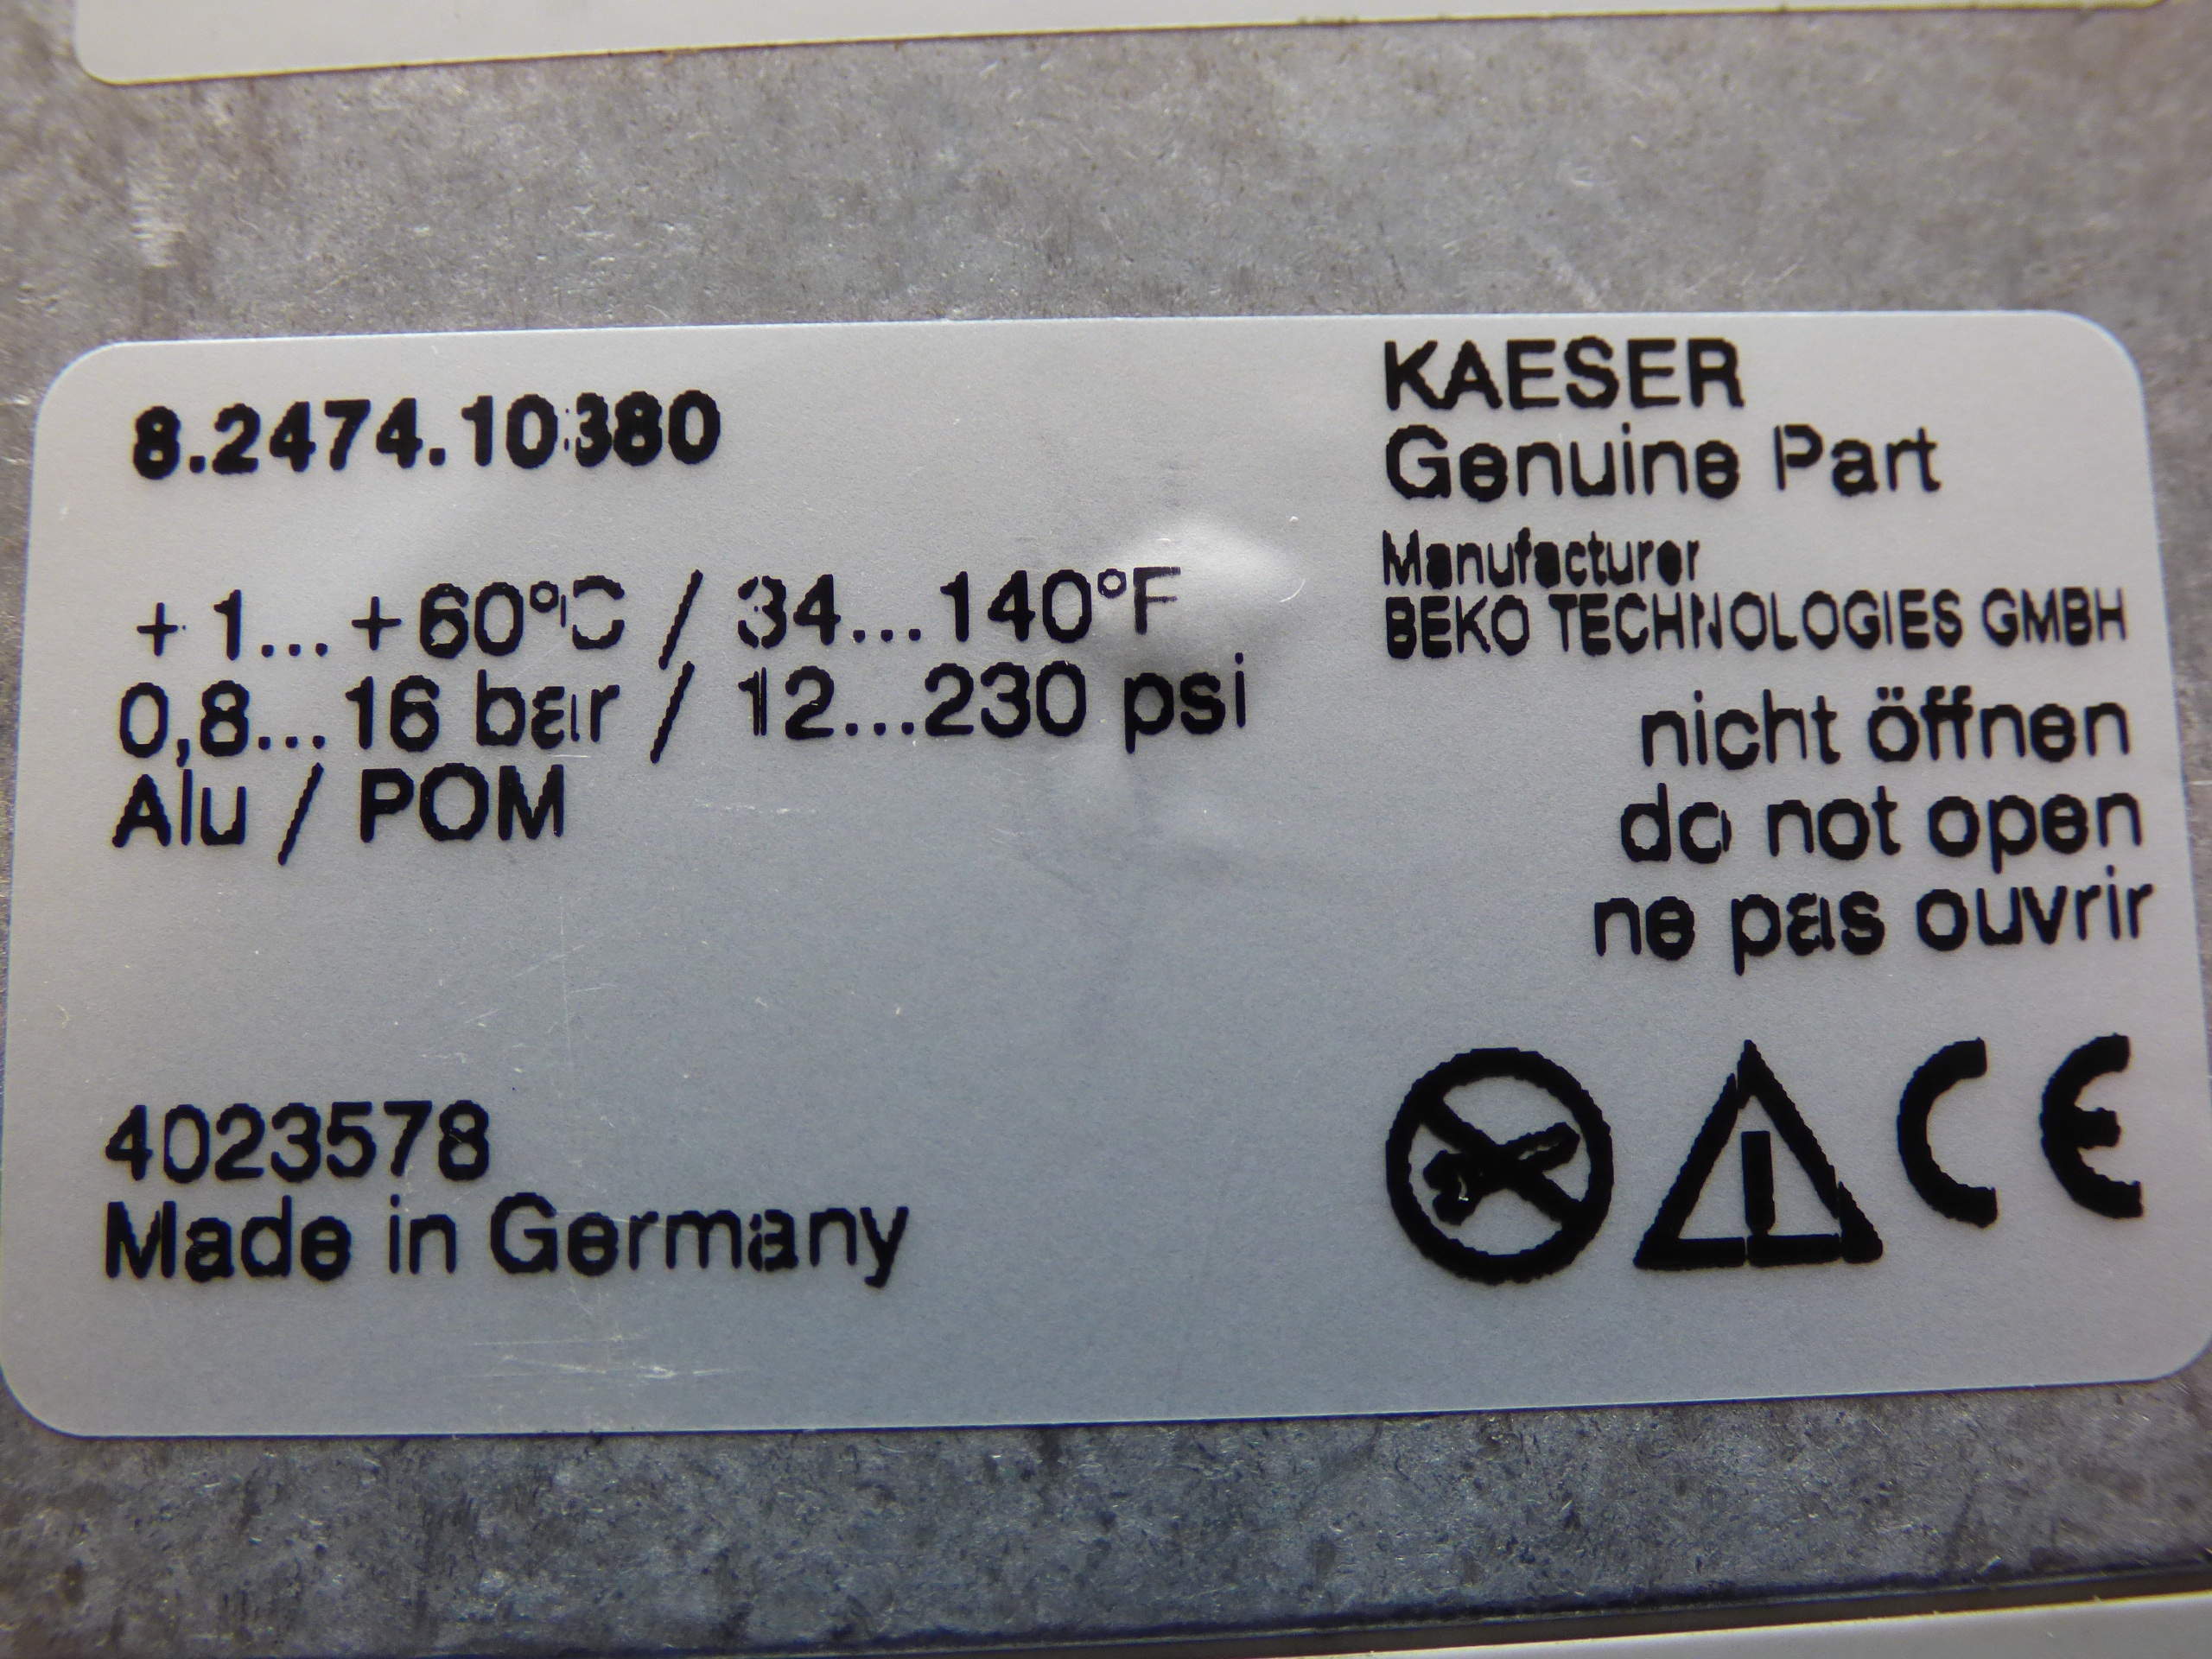 8.2474.10380
+1...+60°C / 34...140°F
0,8...16 bar / 12...230 psi
Alu / POM
4023578
Made in Germany
KAESER
Genuine Part
Manufacturer
BEKO TECHNOLOGIES GMBH
nicht öffnen
do not open
ne pas ouvrir
CE